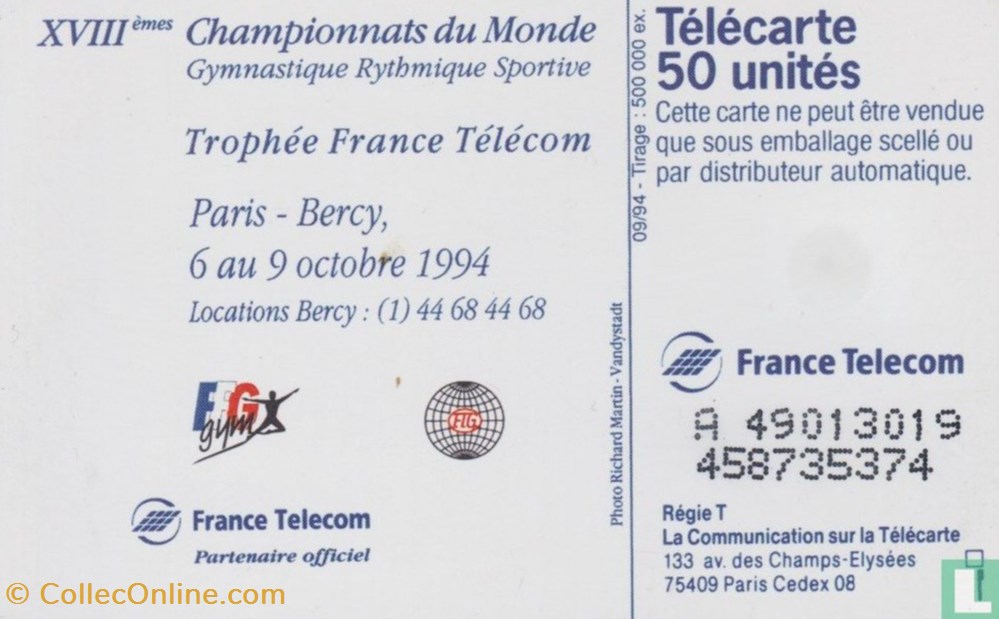 XVIIIèmes Championnats du Monde
Gymnastique Rythmique Sportive
Trophée France Télécom
Paris - Bercy,
6 au 9 octobre 1994
Locations Bercy : (1) 44 68 44 68
FFG
gym
FIG
France Telecom
Partenaire officiel
Photo Richard Martin - Vandystadt
09/94 - Tirage : 500 000 ex.
Télécarte
50 unités
Cette carte ne peut être vendue
que sous emballage scellé ou
par distributeur automatique.
France Telecom
A 49013019
458735374
Régie T
La Communication sur la Télécarte
133 av. des Champs-Elysées
75409 Paris Cedex 08
© CollecOnline.com
L